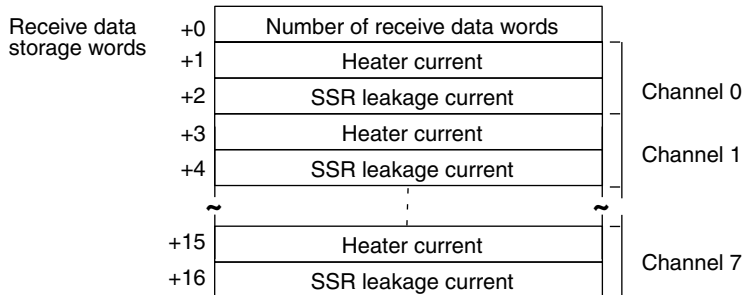 Receive data
storage words
+0 Number of receive data words
+1 Heater current
+2 SSR leakage current
Channel 0
+3 Heater current
+4 SSR leakage current
Channel 1
~ ~
+15 Heater current
+16 SSR leakage current
Channel 7